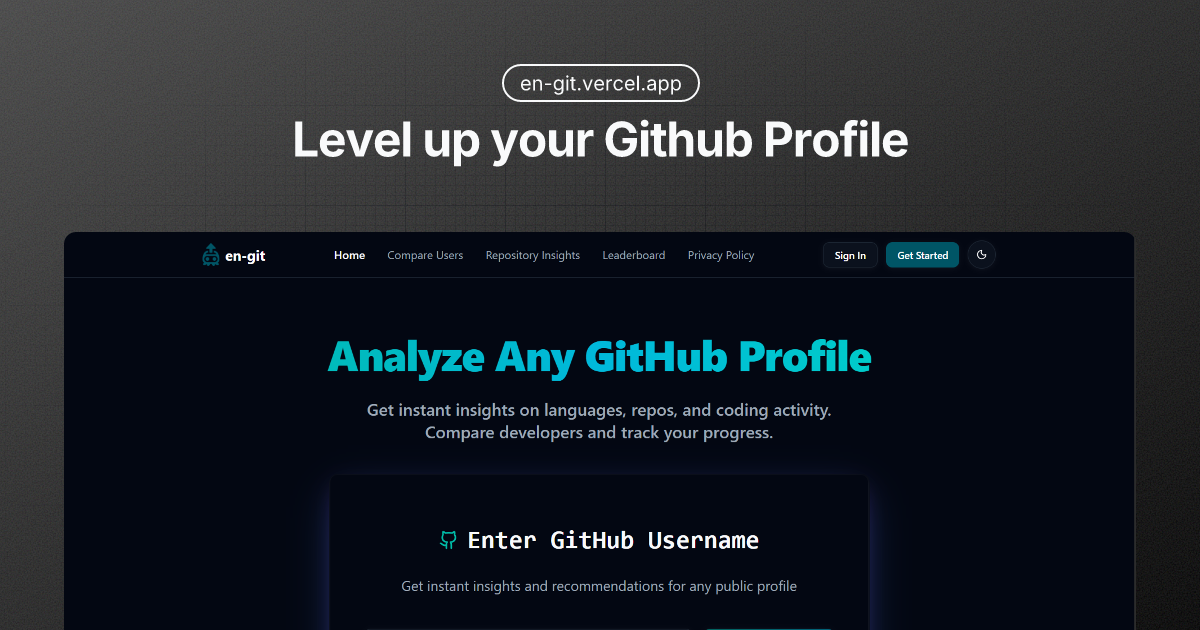 en-git.vercel.app
Level up your Github Profile
en-git
Home Compare Users Repository Insights Leaderboard Privacy Policy Sign In Get Started
Analyze Any GitHub Profile
Get instant insights on languages, repos, and coding activity.
Compare developers and track your progress.
Enter GitHub Username
Get instant insights and recommendations for any public profile